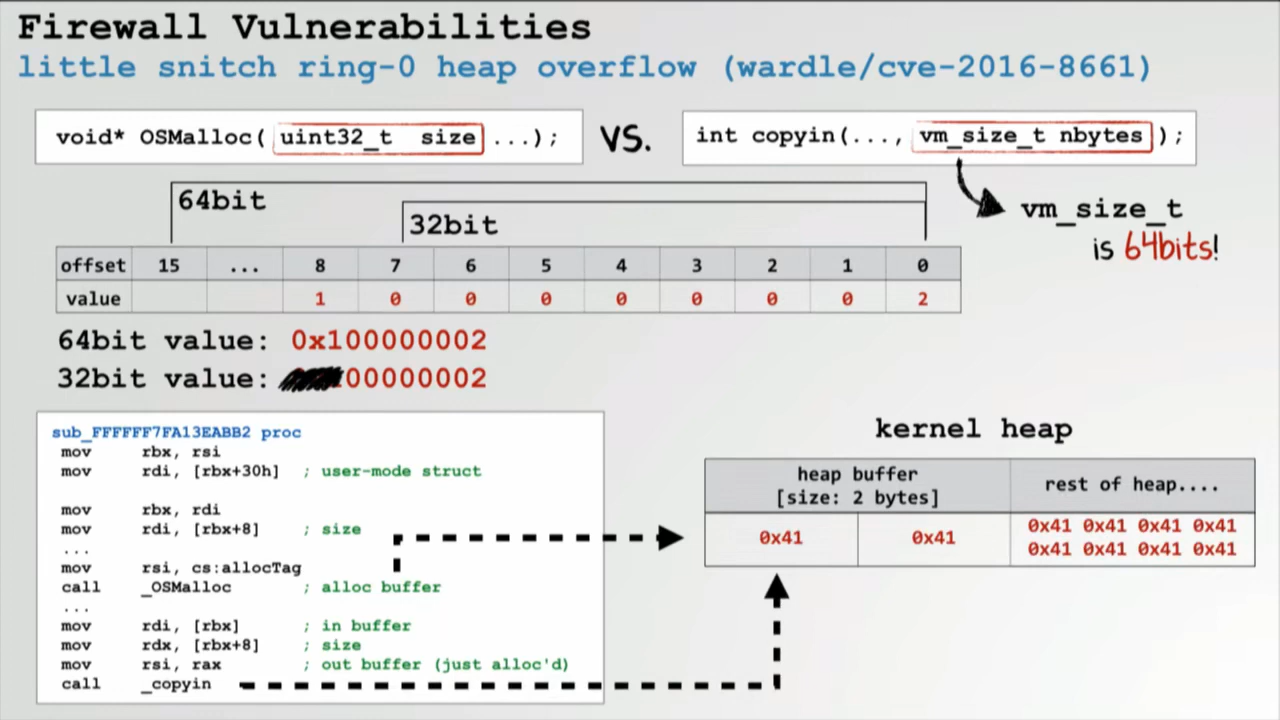 Firewall Vulnerabilities
little snitch ring-0 heap overflow (wardle/cve-2016-8661)
void* OSMalloc( uint32_t size ...);
VS.
int copyin(..., vm_size_t nbytes );
64bit
32bit
vm_size_t
is 64bits!
offset 15 ... 8 7 6 5 4 3 2 1 0
value 1 0 0 0 0 0 0 0 2
64bit value: 0x100000002
32bit value: 00000002
sub_FFFFFF7FA13EABB2 proc
mov rbx, rsi
mov rdi, [rbx+30h] ; user-mode struct
mov rbx, rdi
mov rdi, [rbx+8] ; size
...
mov rsi, cs:allocTag
call _OSMalloc ; alloc buffer
...
mov rdi, [rbx] ; in buffer
mov rdx, [rbx+8] ; size
mov rsi, rax ; out buffer (just alloc'd)
call _copyin
kernel heap
heap buffer
[size: 2 bytes]
rest of heap....
0x41 0x41
0x41 0x41 0x41 0x41
0x41 0x41 0x41 0x41